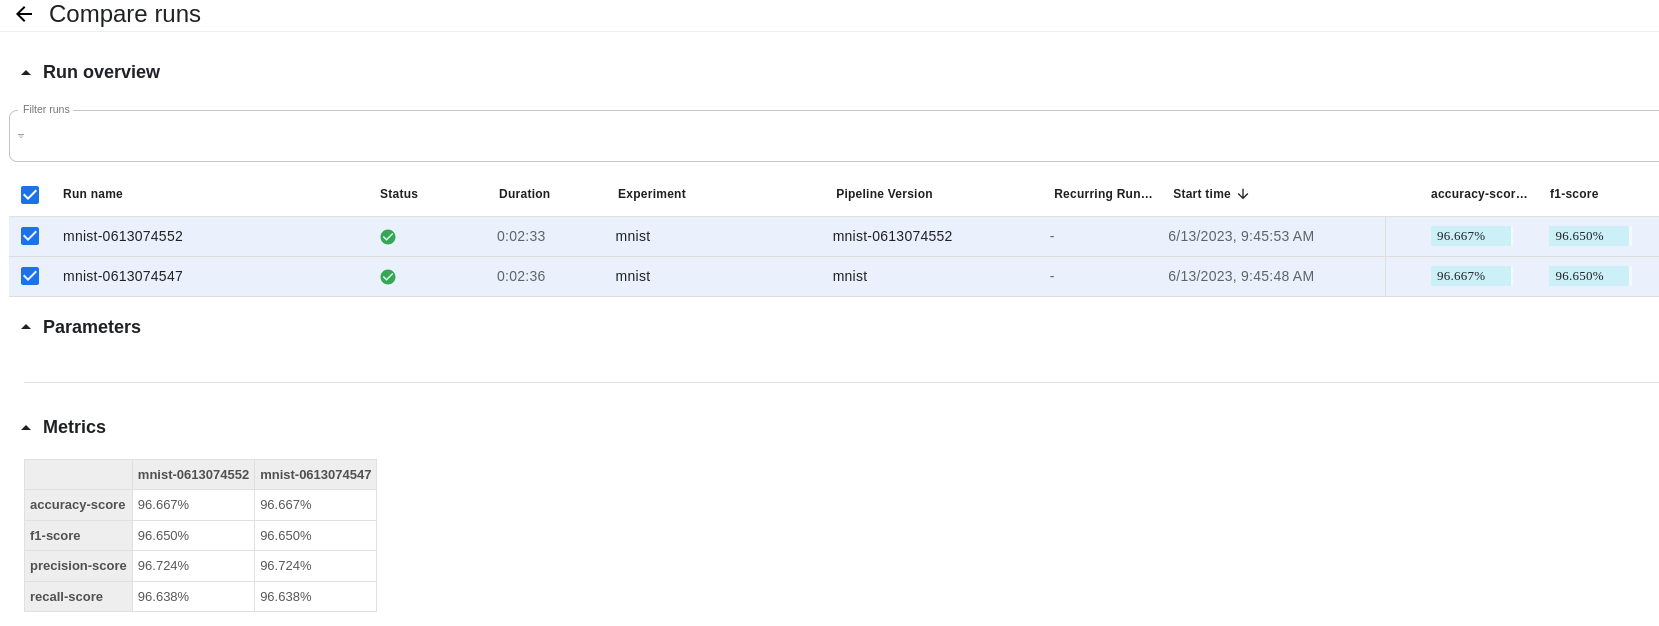 Compare runs
Run overview
Filter runs
Run name Status Duration Experiment Pipeline Version Recurring Run... Start time accuracy-scor... f1-score
mnist-0613074552 0:02:33 mnist mnist-0613074552 - 6/13/2023, 9:45:53 AM 96.667% 96.650%
mnist-0613074547 0:02:36 mnist mnist - 6/13/2023, 9:45:48 AM 96.667% 96.650%
Parameters
Metrics
mnist-0613074552 mnist-0613074547
accuracy-score 96.667% 96.667%
f1-score 96.650% 96.650%
precision-score 96.724% 96.724%
recall-score 96.638% 96.638%